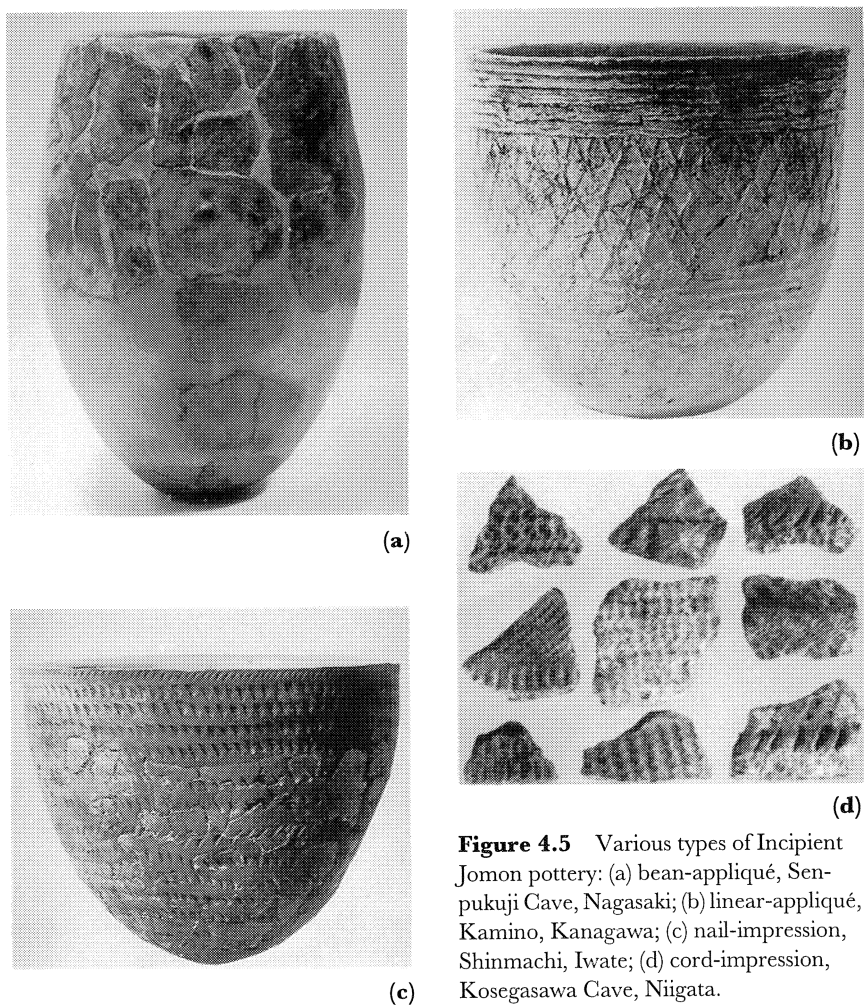 (a)
(b)
(c)
(d)
Figure 4.5 Various types of Incipient
Jomon pottery: (a) bean-appliqué, Sen-
pukuji Cave, Nagasaki; (b) linear-appliqué,
Kamino, Kanagawa; (c) nail-impression,
Shinmachi, Iwate; (d) cord-impression,
Kosegasawa Cave, Niigata.